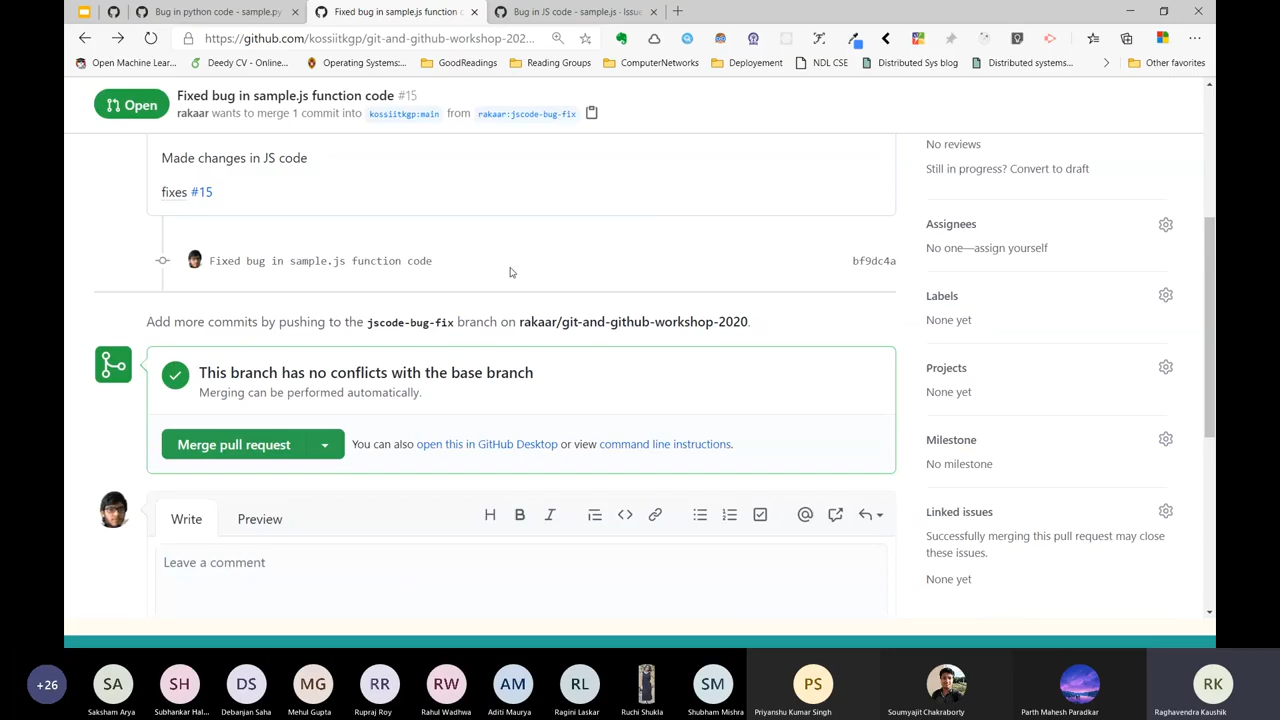 Bug in python code - sample.py
Fixed bug in sample.js function c
Bug in JS code - sample.js - Issue
https://github.com/kossiitkgp/git-and-github-workshop-202...
Open Machine Lear...
Deedy CV - Online...
Operating Systems:...
GoodReadings
Reading Groups
ComputerNetworks
Deployement
NDL CSE
Distributed Sys blog
Distributed systems...
Other favorites
Open
Fixed bug in sample.js function code #15
rakaar wants to merge 1 commit into kossiitkgp:main from rakaar:jscode-bug-fix
Made changes in JS code
fixes #15
Fixed bug in sample.js function code
bf9dc4a
Add more commits by pushing to the jscode-bug-fix branch on rakaar/git-and-github-workshop-2020.
This branch has no conflicts with the base branch
Merging can be performed automatically.
Merge pull request
You can also open this in GitHub Desktop or view command line instructions.
Write
Preview
Leave a comment
No reviews
Still in progress? Convert to draft
Assignees
No one—assign yourself
Labels
None yet
Projects
None yet
Milestone
No milestone
Linked issues
Successfully merging this pull request may close
these issues.
None yet
+26
SA
SH
DS
MG
RR
RW
AM
RL
SM
PS
RK
Saksham Arya
Subhankar Hal...
Debanjan Saha
Mehul Gupta
Rupraj Roy
Rahul Wadhwa
Aditi Maurya
Ragini Laskar
Ruchi Shukla
Shubham Mishra
Priyanshu Kumar Singh
Soumyajit Chakraborty
Parth Mahesh Paradkar
Raghavendra Kaushik